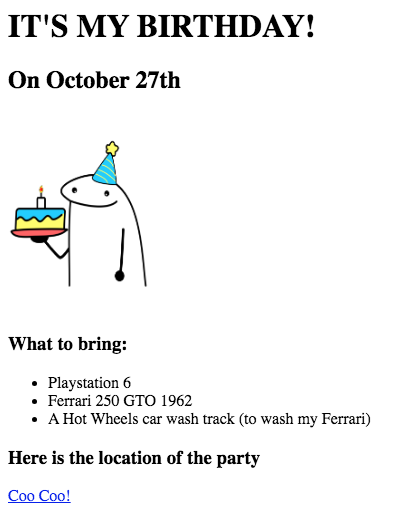 IT'S MY BIRTHDAY!
On October 27th
What to bring:
Playstation 6
Ferrari 250 GTO 1962
A Hot Wheels car wash track (to wash my Ferrari)
Here is the location of the party
Coo Coo!